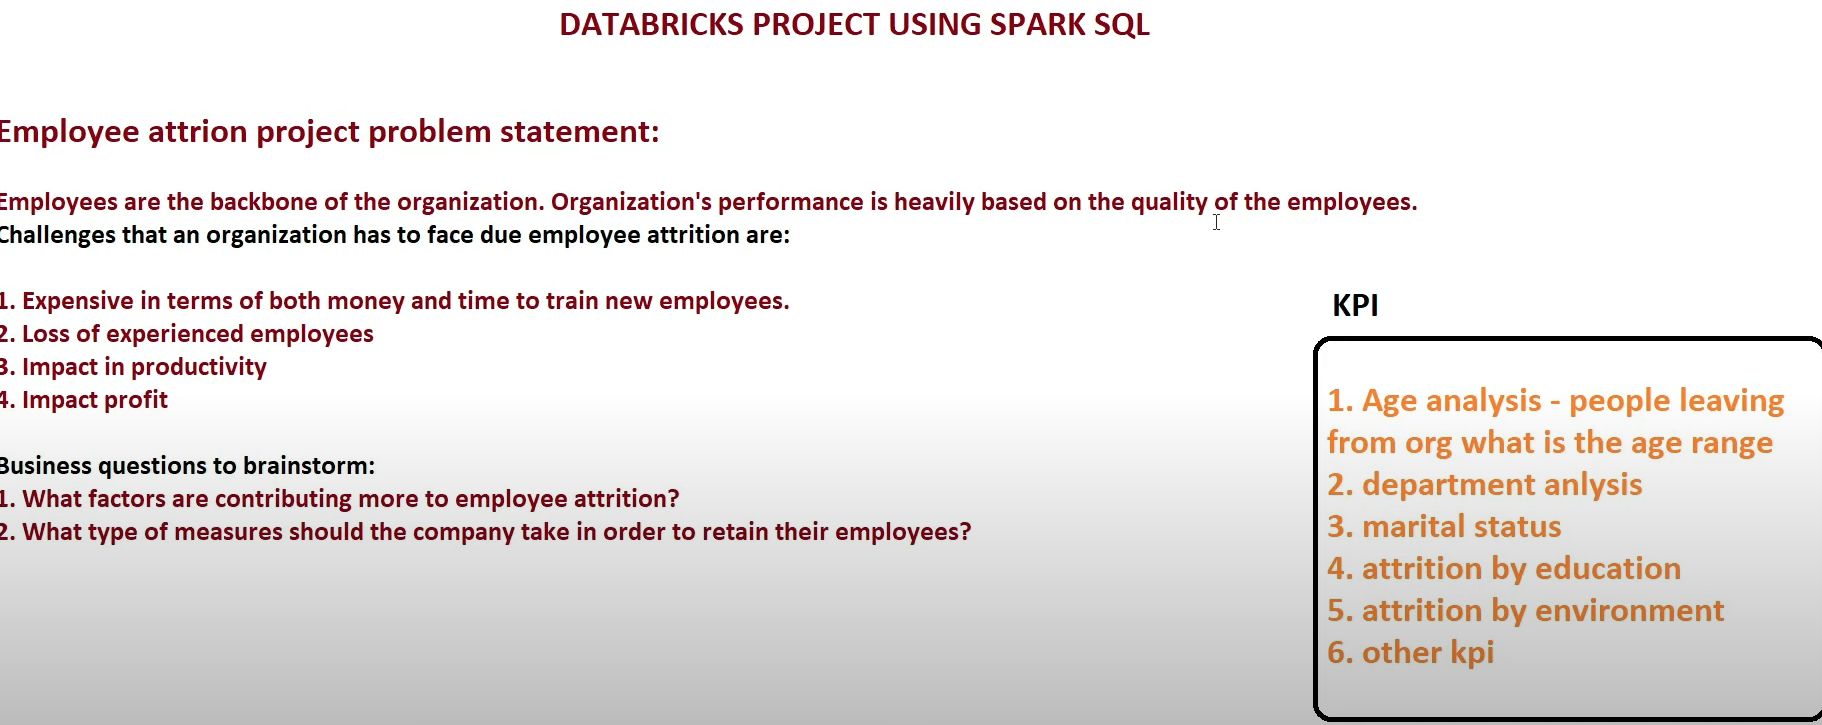 DATABRICKS PROJECT USING SPARK SQL
Employee attrion project problem statement:
Employees are the backbone of the organization. Organization's performance is heavily based on the quality of the employees.
Challenges that an organization has to face due employee attrition are:
1. Expensive in terms of both money and time to train new employees.
2. Loss of experienced employees
3. Impact in productivity
4. Impact profit
Business questions to brainstorm:
1. What factors are contributing more to employee attrition?
2. What type of measures should the company take in order to retain their employees?
KPI
1. Age analysis - people leaving
from org what is the age range
2. department anlysis
3. marital status
4. attrition by education
5. attrition by environment
6. other kpi